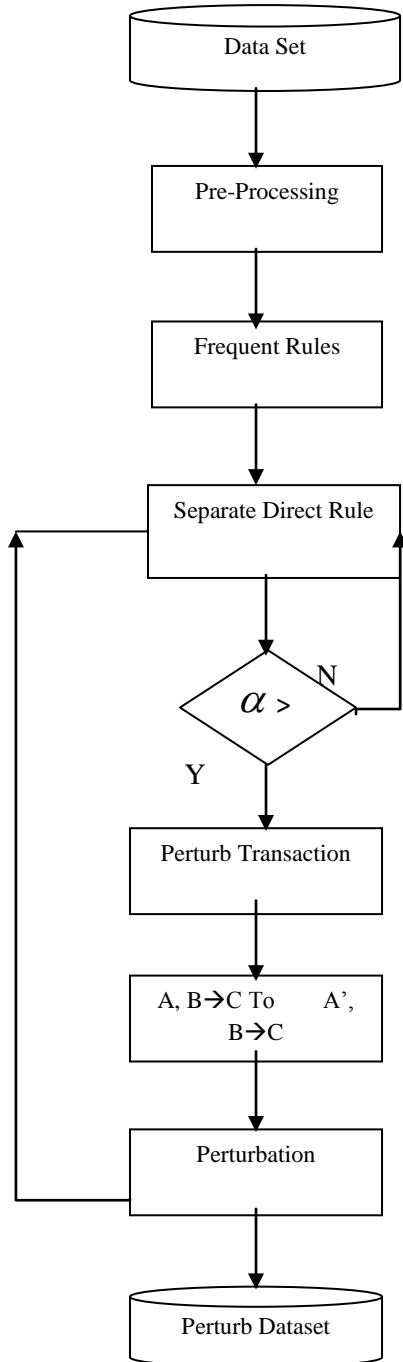 Data Set
Pre-Processing
Frequent Rules
Separate Direct Rule
N
α >
Y
Perturb Transaction
A, B→C To A’,
B→C
Perturbation
Perturb Dataset